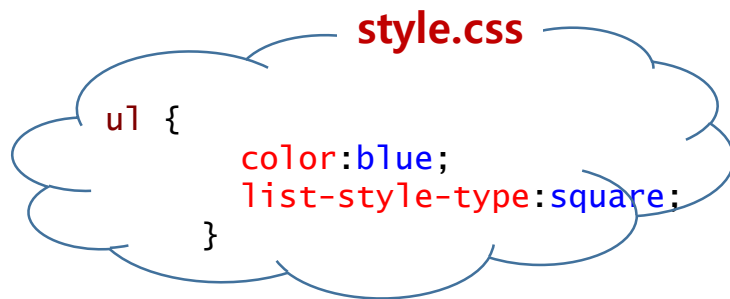 style.css
ul {
color:blue;
list-style-type:square;
}